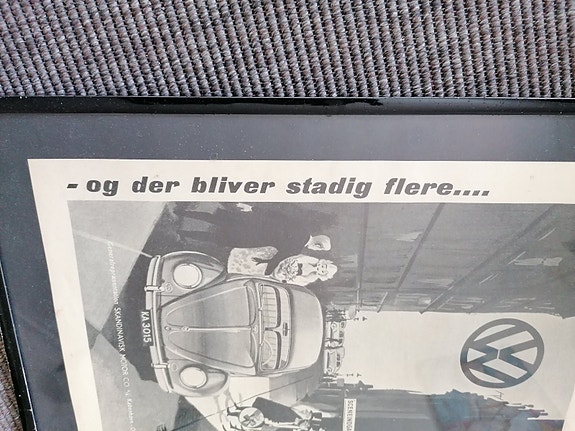 - og der bliver stadig flere....
KA 3015
SKANDINAVISK MOTOR CO.